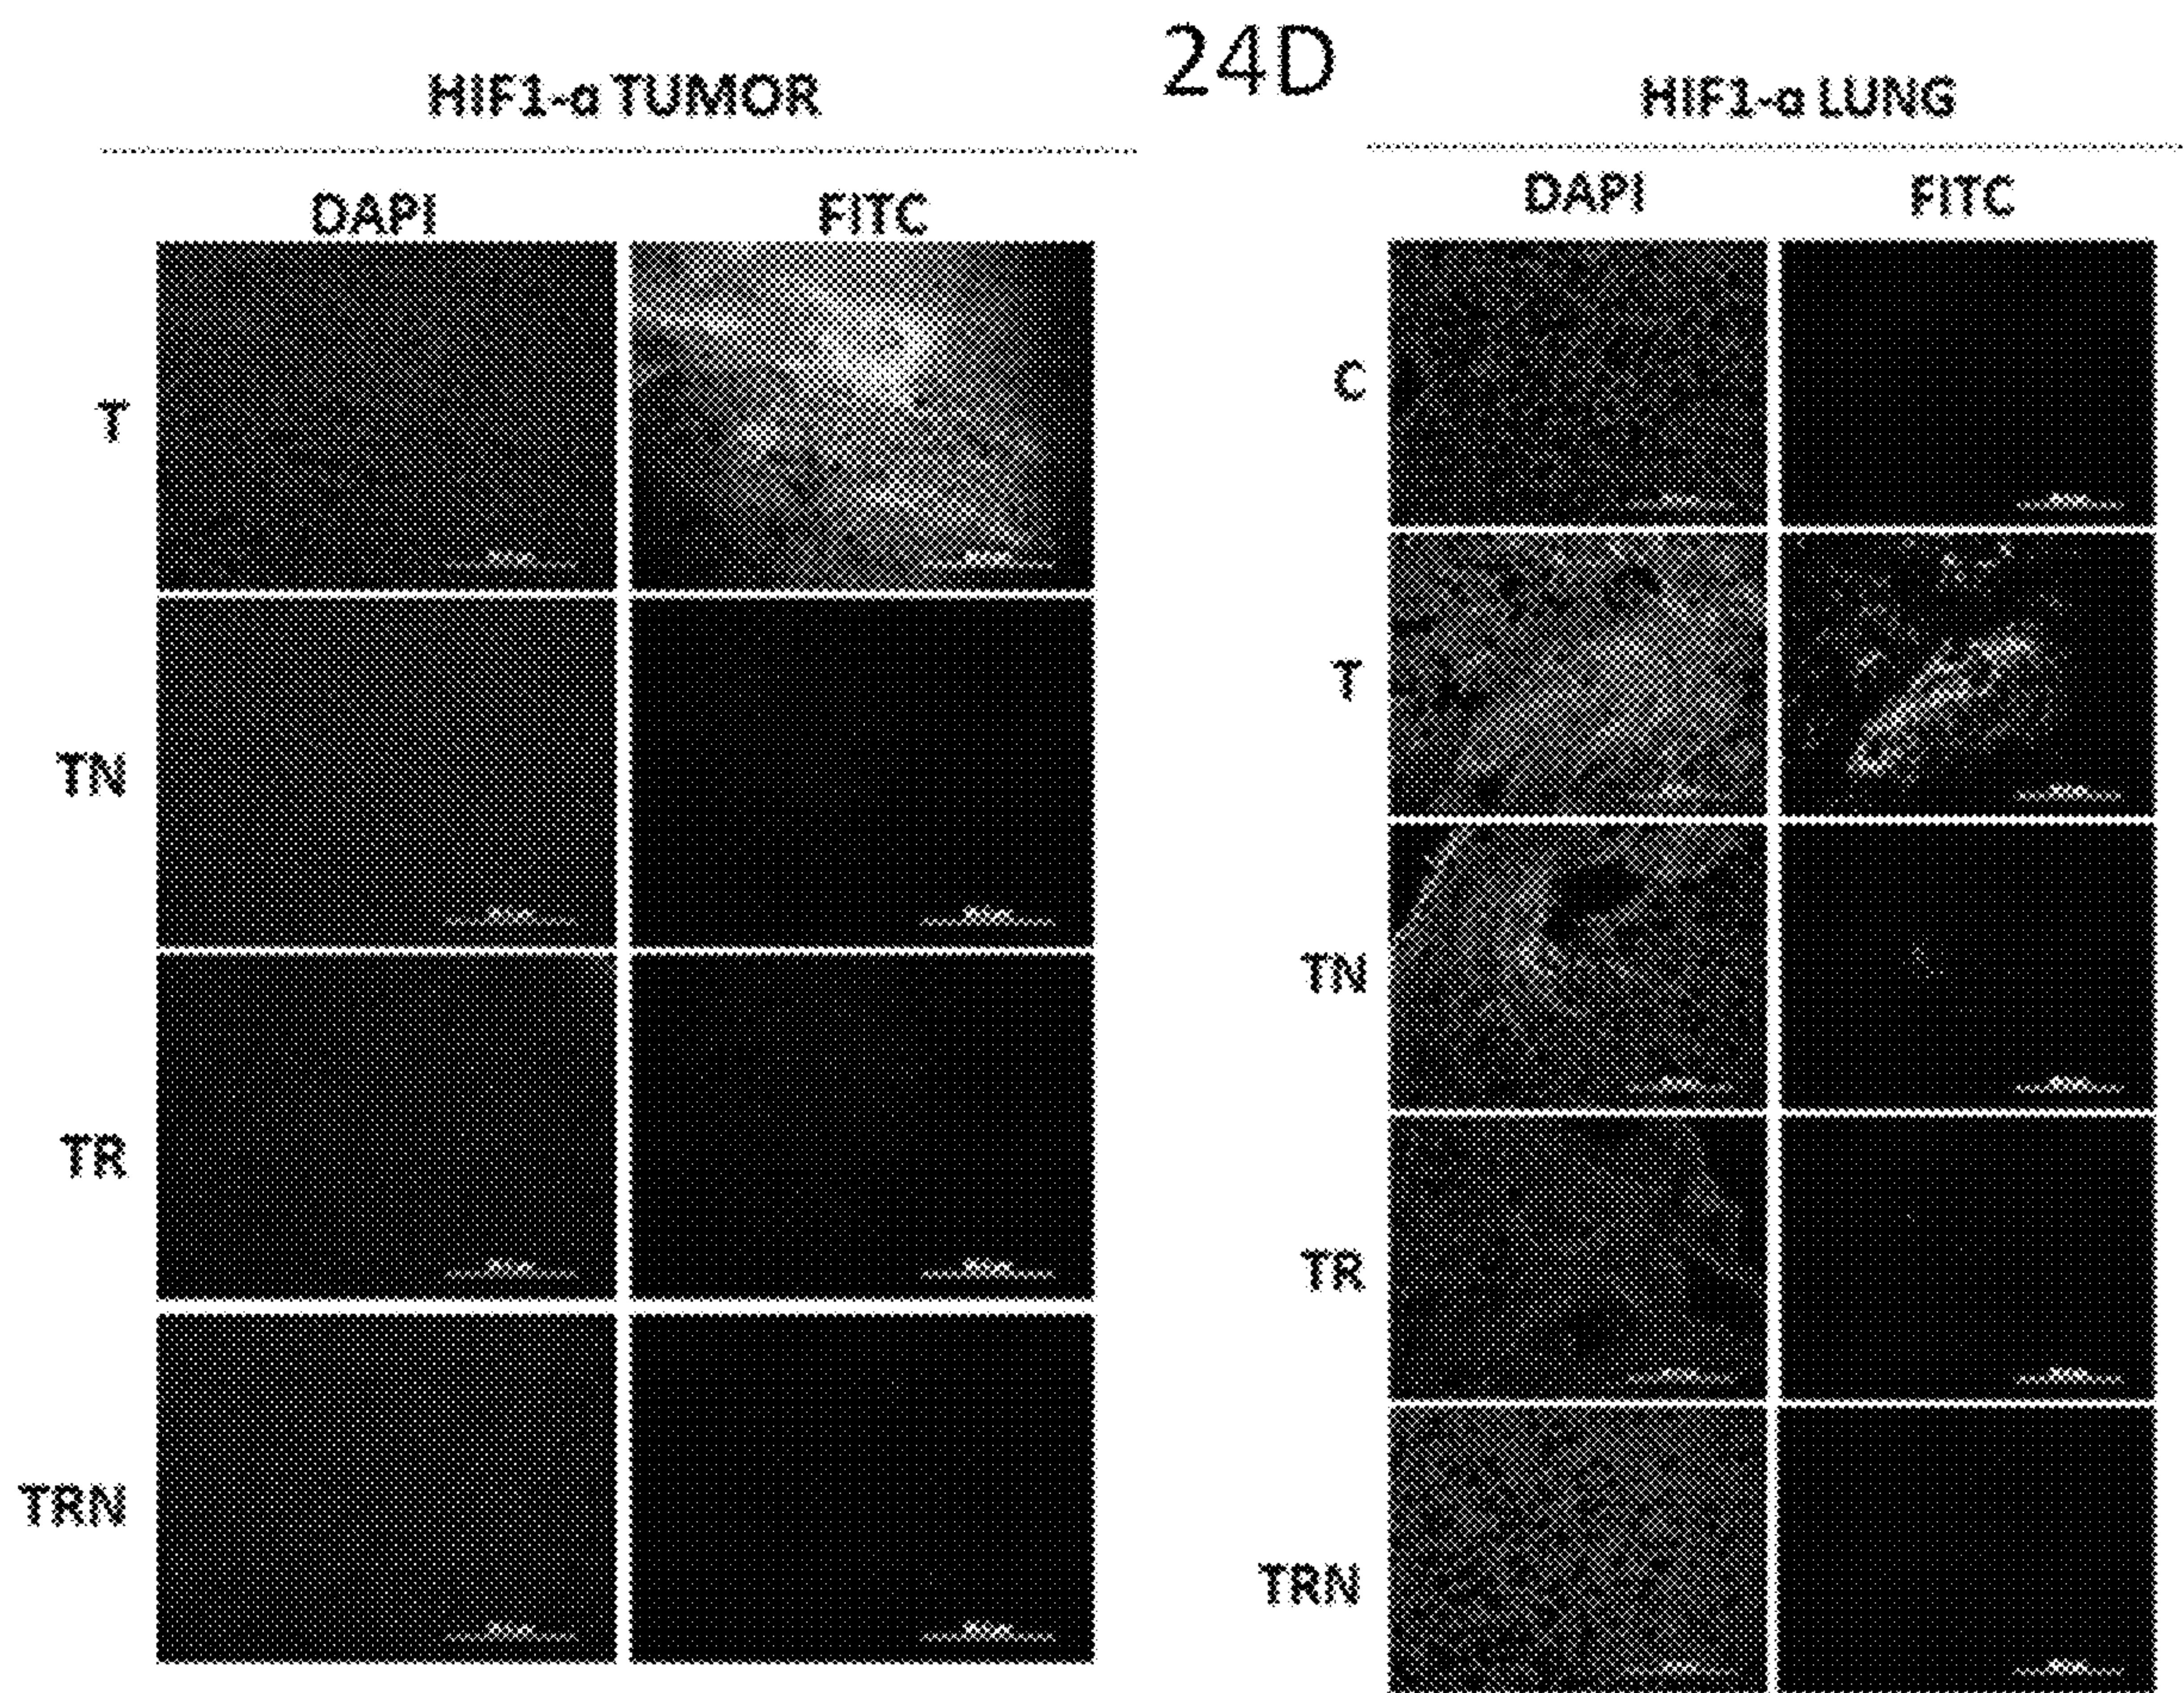 24D
HIF1-α TUMOR
DAPI FITC
T
TN
TR
TRN
HIF1-α LUNG
DAPI FITC
C
T
TN
TR
TRN